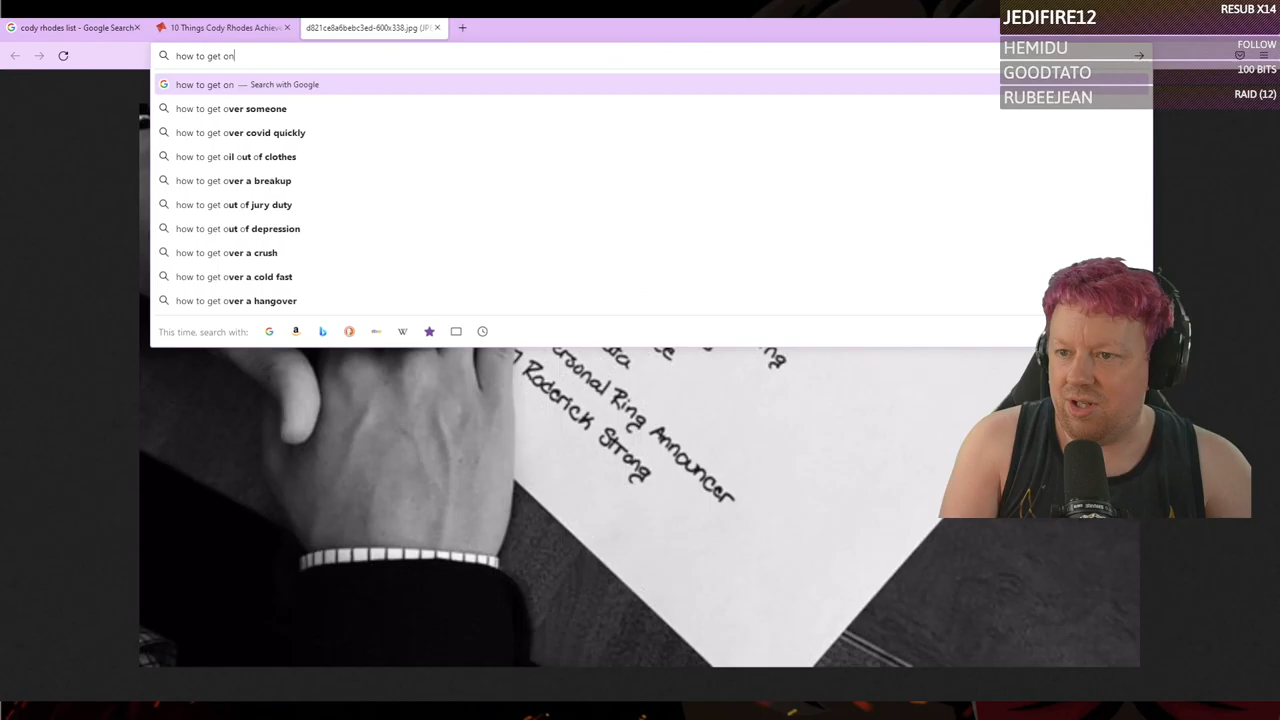 cody rhodes list - Google Search
10 Things Cody Rhodes Achiev
d821ce8a6bebc3ed-600x338.jpg (JP
how to get on
how to get on — Search with Google
how to get over someone
how to get over covid quickly
how to get oil out of clothes
how to get over a breakup
how to get out of jury duty
how to get out of depression
how to get over a crush
how to get over a cold fast
how to get over a hangover
This time, search with:
JEDIFIRE12 RESUB X14
HEMIDU FOLLOW
GOODTATO 100 BITS
RUBEEJEAN RAID (12)
Personal Ring Announcer
Roderick Strong